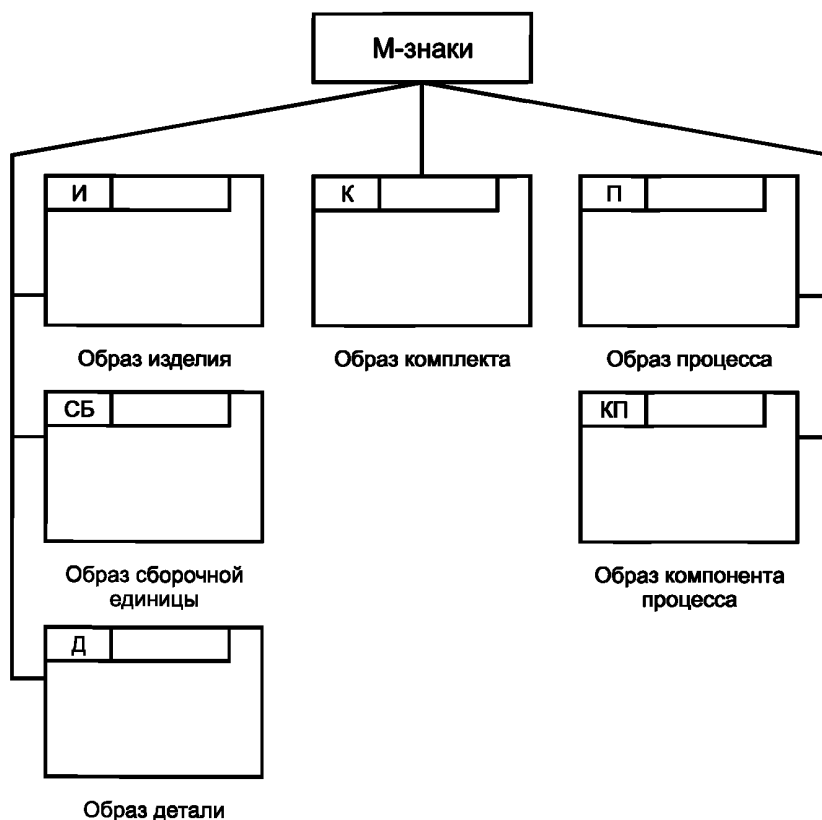 М-знаки
И
К
П
Образ изделия
Образ комплекта
Образ процесса
СБ
КП
Образ сборочной
единицы
Образ компонента
процесса
Д
Образ детали